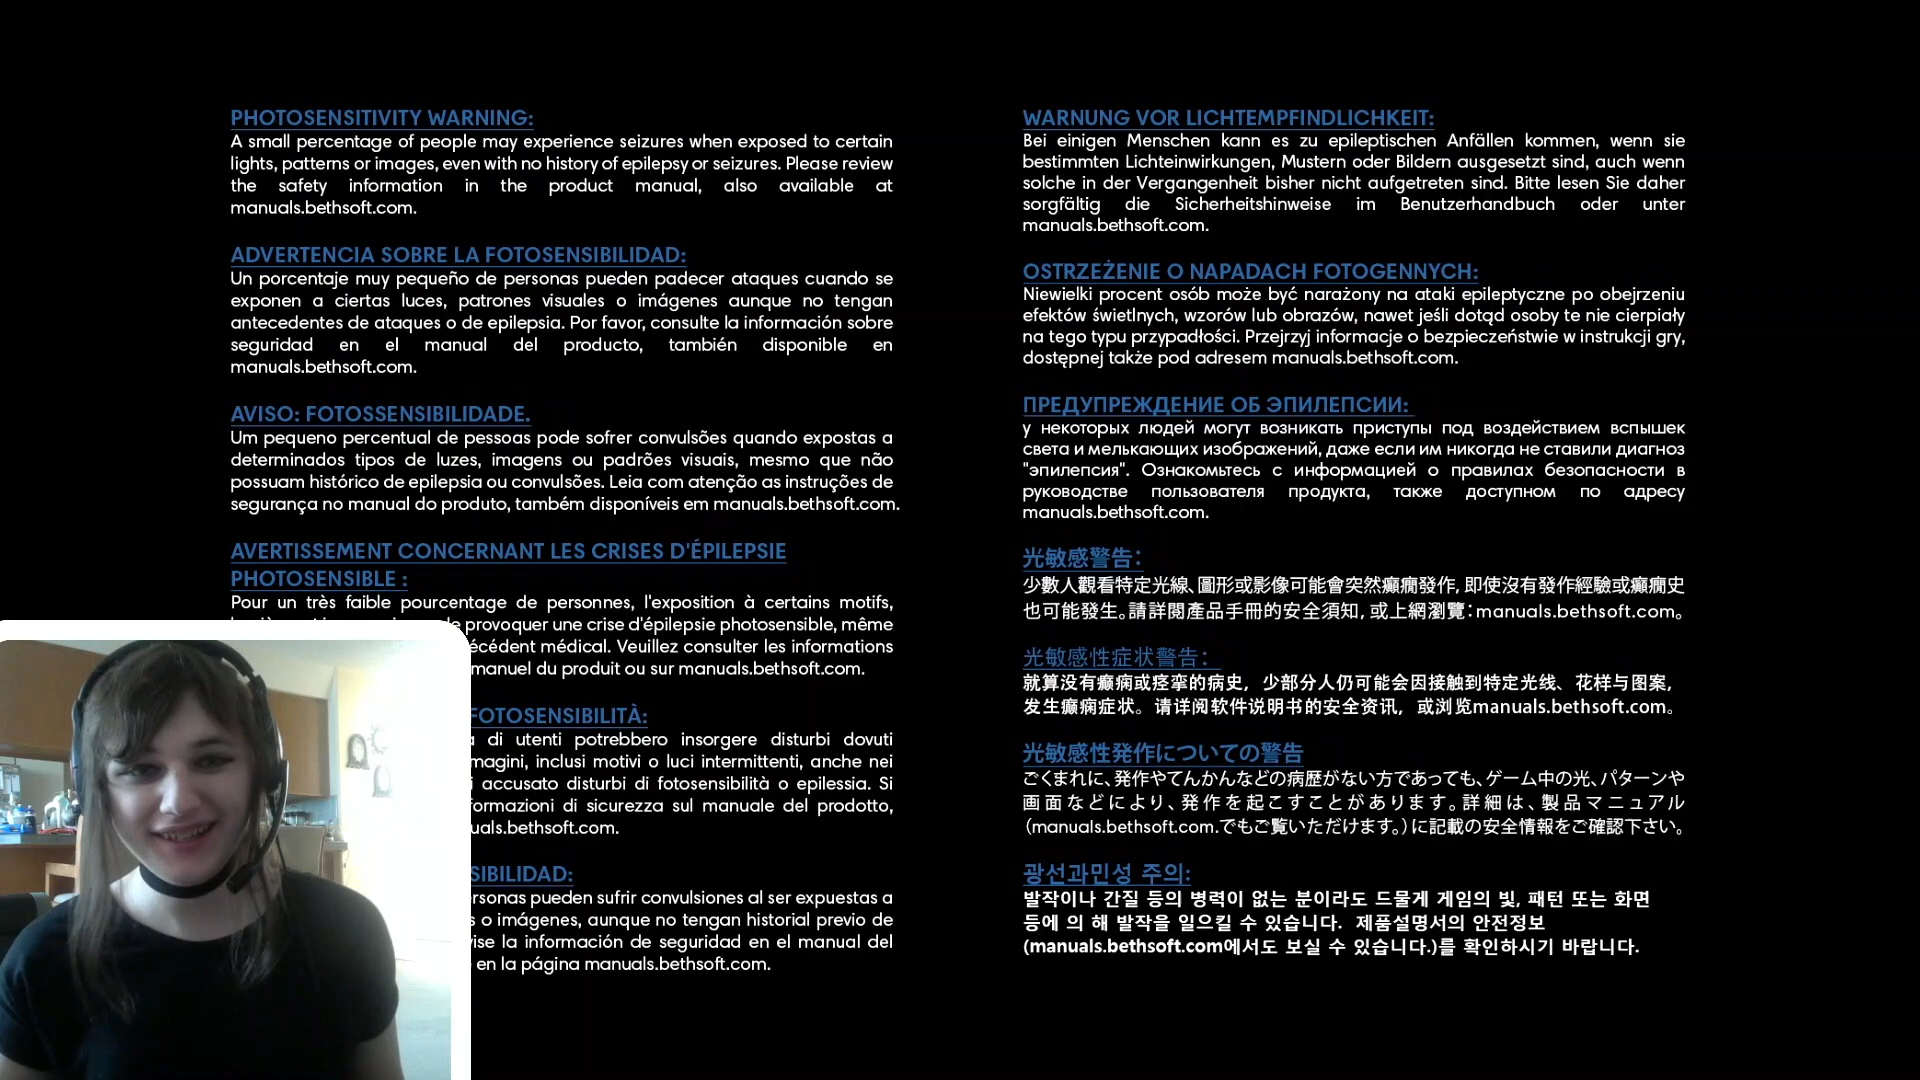 PHOTOSENSITIVITY WARNING:
A small percentage of people may experience seizures when exposed to certain
lights, patterns or images, even with no history of epilepsy or seizures. Please review
the safety information in the product manual, also available at
manuals.bethsoft.com.
ADVERTENCIA SOBRE LA FOTOSENSIBILIDAD:
Un porcentaje muy pequeño de personas pueden padecer ataques cuando se
exponen a ciertas luces, patrones visuales o imágenes aunque no tengan
antecedentes de ataques o de epilepsia. Por favor, consulte la información sobre
seguridad en el manual del producto, también disponible en
manuals.bethsoft.com.
AVISO: FOTOSSENSIBILIDADE.
Um pequeno percentual de pessoas pode sofrer convulsões quando expostas a
determinados tipos de luzes, imagens ou padrões visuais, mesmo que não
possuam histórico de epilepsia ou convulsões. Leia com atenção as instruções de
segurança no manual do produto, também disponíveis em manuals.bethsoft.com.
AVERTISSEMENT CONCERNANT LES CRISES D'ÉPILEPSIE
PHOTOSENSIBLE :
Pour un très faible pourcentage de personnes, l'exposition à certains motifs,
provoquer une crise d'épilepsie photosensible, même
écédent médical. Veuillez consulter les informations
manuel du produit ou sur manuals.bethsoft.com.
FOTOSENSIBILITÀ:
di utenti potrebbero insorgere disturbi dovuti
magini, inclusi motivi o luci intermittenti, anche nei
i accusato disturbi di fotosensibilità o epilessia. Si
formazioni di sicurezza sul manuale del prodotto,
uals.bethsoft.com.
SIBILIDAD:
rsonas pueden sufrir convulsiones al ser expuestas a
s o imágenes, aunque no tengan historial previo de
ise la información de seguridad en el manual del
en la página manuals.bethsoft.com.
WARNUNG VOR LICHTEMPFINDLICHKEIT:
Bei einigen Menschen kann es zu epileptischen Anfällen kommen, wenn sie
bestimmten Lichteinwirkungen, Mustern oder Bildern ausgesetzt sind, auch wenn
solche in der Vergangenheit bisher nicht aufgetreten sind. Bitte lesen Sie daher
sorgfältig die Sicherheitshinweise im Benutzerhandbuch oder unter
manuals.bethsoft.com.
OSTRZEŻENIE O NAPADACH FOTOGENNYCH:
Niewielki procent osób może być narażony na ataki epileptyczne po obejrzeniu
efektów świetlnych, wzorów lub obrazów, nawet jeśli dotąd osoby te nie cierpiały
na tego typu przypadłości. Przejrzyj informacje o bezpieczeństwie w instrukcji gry,
dostępnej także pod adresem manuals.bethsoft.com.
ПРЕДУПРЕЖДЕНИЕ ОБ ЭПИЛЕПСИИ:
у некоторых людей могут возникать приступы под воздействием вспышек
света и мелькающих изображений, даже если им никогда не ставили диагноз
"эпилепсия". Ознакомьтесь с информацией о правилах безопасности в
руководстве пользователя продукта, также доступном по адресу
manuals.bethsoft.com.
光敏感警告：
少數人觀看特定光線、圖形或影像可能會突然癲癇發作，即使沒有發作經驗或癲癇史
也可能發生。請詳閱產品手冊的安全須知，或上網瀏覽：manuals.bethsoft.com。
光敏感性症状警告：
就算没有癫痫或痉挛的病史，少部分人仍可能会因接触到特定光线、花样与图案，
发生癫痫症状。请详阅软件说明书的安全资讯，或浏览manuals.bethsoft.com。
光敏感性発作についての警告
ごくまれに、発作やてんかんなどの病歴がない方であっても、ゲーム中の光、パターンや
画面などにより、発作を起こすことがあります。詳細は、製品マニュアル
（manuals.bethsoft.com.でもご覧いただけます。）に記載の安全情報をご確認下さい。
광선과민성 주의:
발작이나 간질 등의 병력이 없는 분이라도 드물게 게임의 빛, 패턴 또는 화면
등에 의 해 발작을 일으킬 수 있습니다. 제품설명서의 안전정보
(manuals.bethsoft.com에서도 보실 수 있습니다.)를 확인하시기 바랍니다.